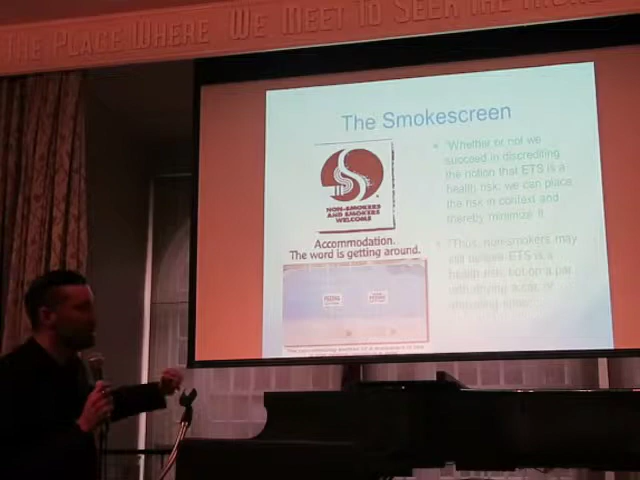 THE PLACE WHERE WE MEET TO SEEK THE
The Smokescreen
NON-SMOKERS
AND SMOKERS
WELCOME
Accommodation.
The word is getting around.
• "Whether or not we
succeed in discrediting
the notion that ETS is a
health risk, we can place
the risk in context and
thereby minimize it.
• "Thus, nonsmokers may
still believe ETS is a
health risk, but on a par